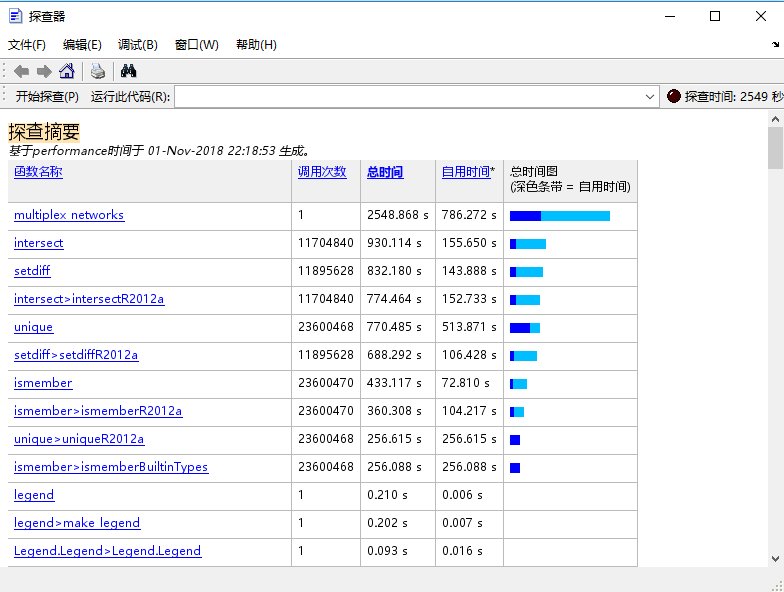 探查器
文件(F) 编辑(E) 调试(B) 窗口(W) 帮助(H)
开始探查(P) 运行此代码(R): 探查时间: 2549 秒
探查摘要
基于performance时间于 01-Nov-2018 22:18:53 生成。
函数名称 调用次数 总时间 自用时间* 总时间图
(深色条带 = 自用时间)
multiplex networks 1 2548.868 s 786.272 s
intersect 11704840 930.114 s 155.650 s
setdiff 11895628 832.180 s 143.888 s
intersect>intersectR2012a 11704840 774.464 s 152.733 s
unique 23600468 770.485 s 513.871 s
setdiff>setdiffR2012a 11895628 688.292 s 106.428 s
ismember 23600470 433.117 s 72.810 s
ismember>ismemberR2012a 23600470 360.308 s 104.217 s
unique>uniqueR2012a 23600468 256.615 s 256.615 s
ismember>ismemberBuiltinTypes 23600468 256.088 s 256.088 s
legend 1 0.210 s 0.006 s
legend>make legend 1 0.202 s 0.007 s
Legend.Legend>Legend.Legend 1 0.093 s 0.016 s